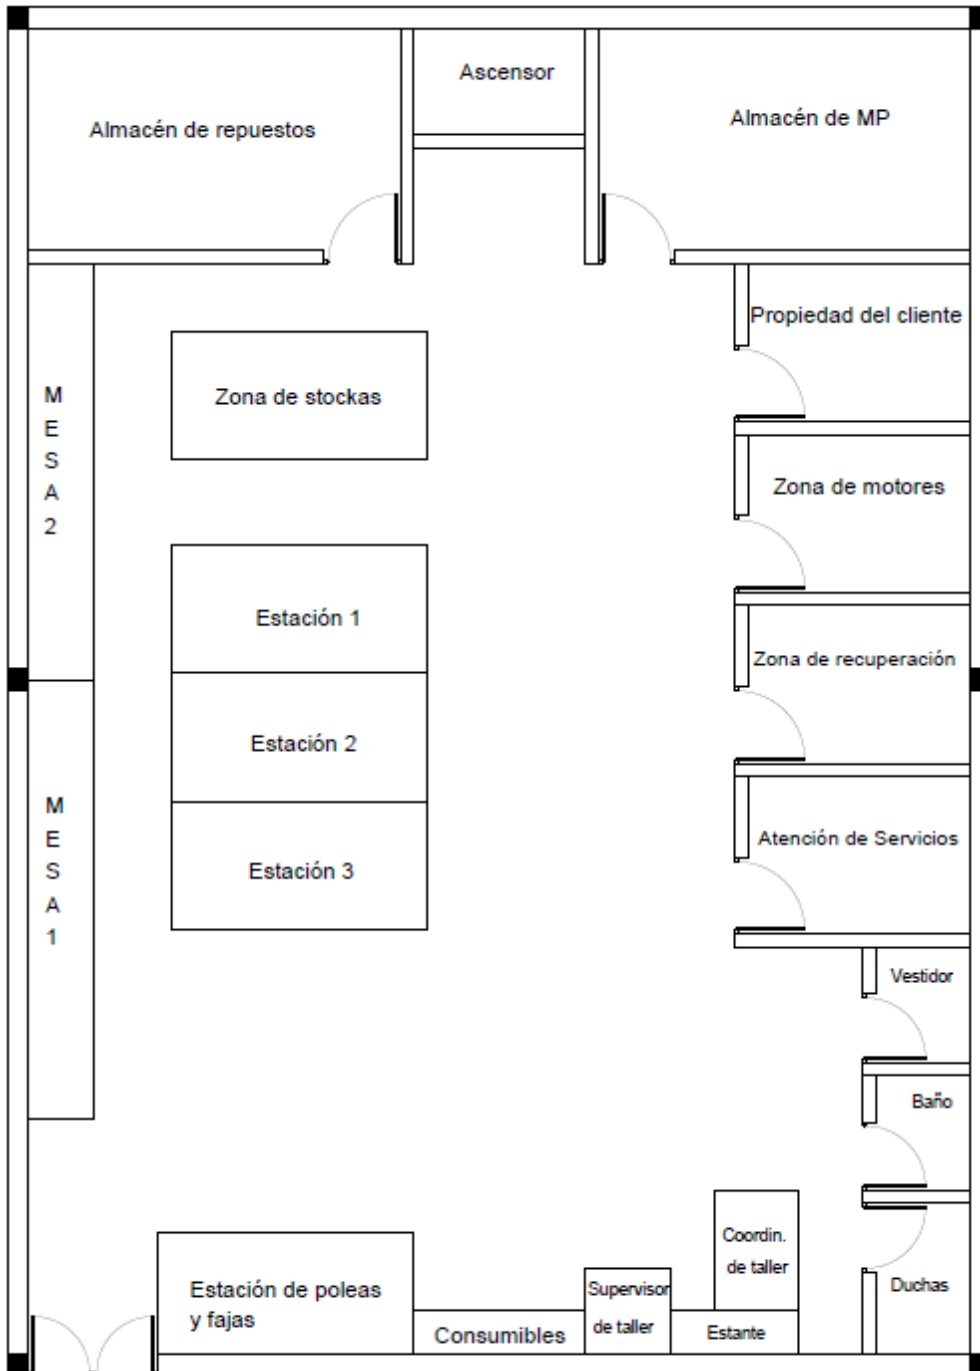 Ascensor
Almacén de repuestos
Almacén de MP
Propiedad del cliente
Zona de stockas
M
E
S
A
2
Zona de motores
Estación 1
Zona de recuperación
Estación 2
M
E
S
A
1
Atención de Servicios
Estación 3
Vestidor
Baño
Coordin.
de taller
Estación de poleas
y fajas
Supervisor
de taller
Duchas
Consumibles
Estante